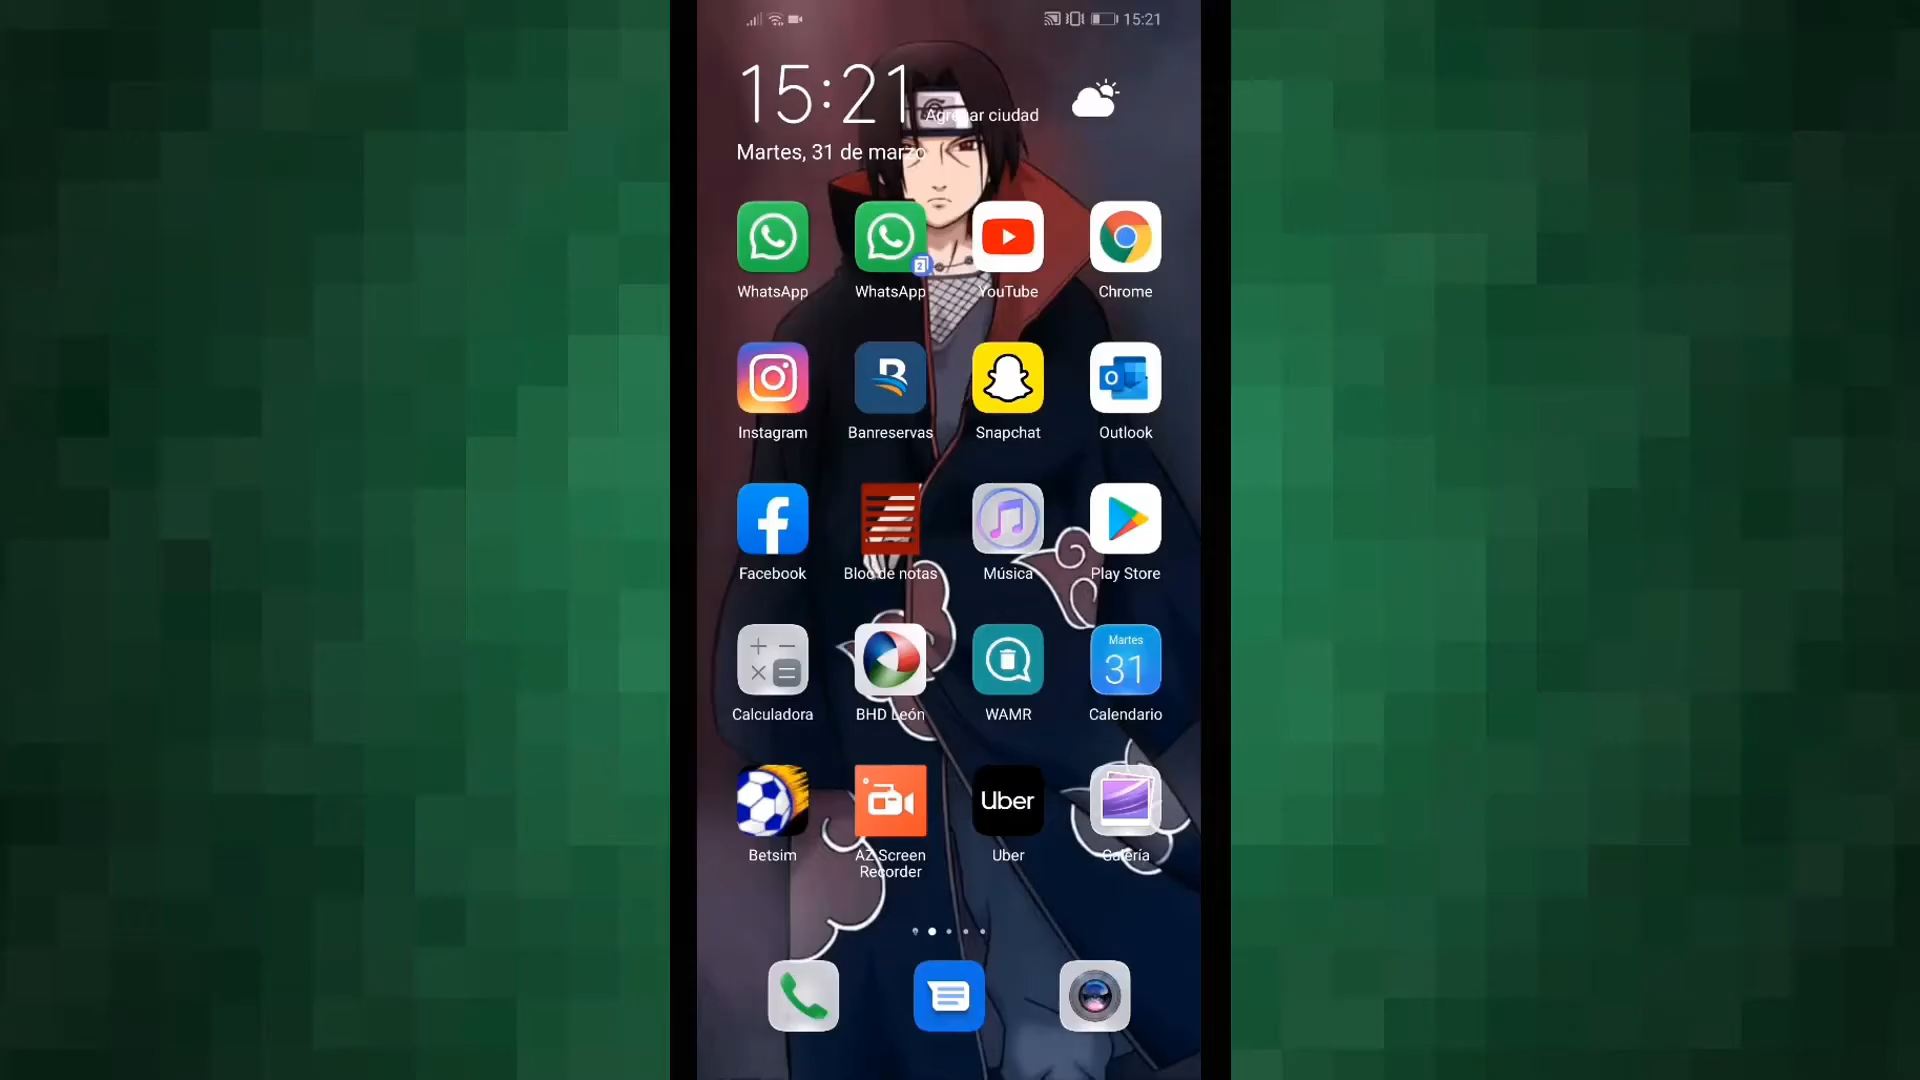 15:21
15:21
Agregar ciudad
Martes, 31 de marzo
2
WhatsApp WhatsApp YouTube Chrome
Instagram Banreservas Snapchat Outlook
Facebook Bloc de notas Música Play Store
Martes
31
Calculadora BHD León WAMR Calendario
Uber
Betsim AZ Screen Recorder Uber Galería